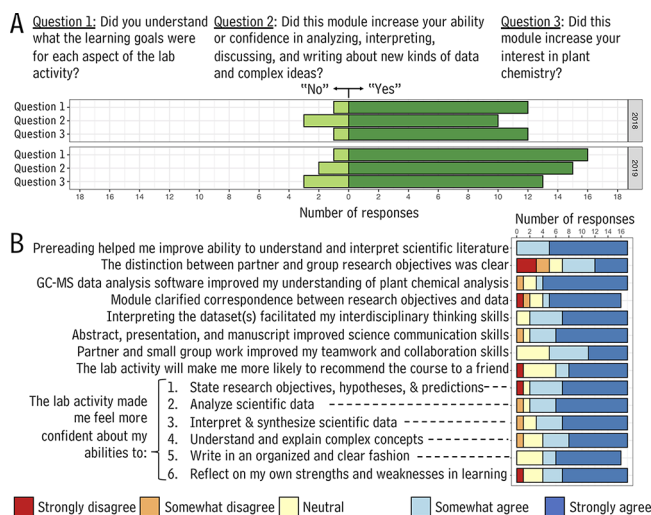 A
Question 1: Did you understand what the learning goals were for each aspect of the lab activity?
Question 2: Did this module increase your ability or confidence in analyzing, interpreting, discussing, and writing about new kinds of data and complex ideas?
Question 3: Did this module increase your interest in plant chemistry?
"No" "Yes"
Question 1
Question 2
Question 3
2018
Question 1
Question 2
Question 3
2019
18 16 14 12 10 8 6 4 2 0 2 4 6 8 10 12 14 16 18
Number of responses
B
Number of responses
0 2 4 6 8 10 12 14 16
Prereading helped me improve ability to understand and interpret scientific literature
The distinction between partner and group research objectives was clear
GC-MS data analysis software improved my understanding of plant chemical analysis
Module clarified correspondence between research objectives and data
Interpreting the dataset(s) facilitated my interdisciplinary thinking skills
Abstract, presentation, and manuscript improved science communication skills
Partner and small group work improved my teamwork and collaboration skills
The lab activity will make me more likely to recommend the course to a friend
The lab activity made me feel more confident about my abilities to:
1. State research objectives, hypotheses, & predictions
2. Analyze scientific data
3. Interpret & synthesize scientific data
4. Understand and explain complex concepts
5. Write in an organized and clear fashion
6. Reflect on my own strengths and weaknesses in learning
Strongly disagree
Somewhat disagree
Neutral
Somewhat agree
Strongly agree